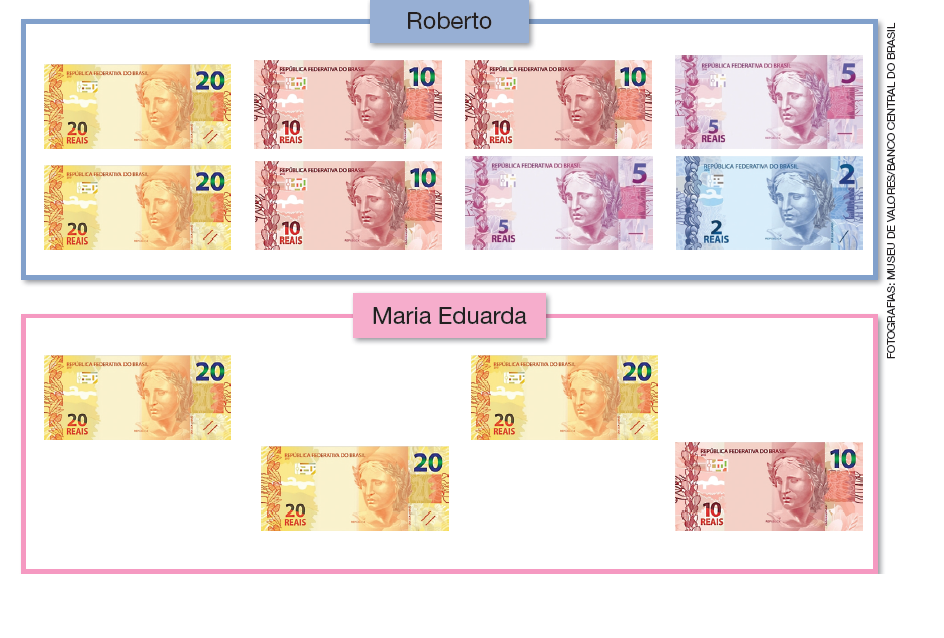 Roberto
REPÚBLICA FEDERATIVA DO BRASIL
20
20
REAIS
REPÚBLICA FEDERATIVA DO BRASIL
10
10
REAIS
REPÚBLICA FEDERATIVA DO BRASIL
10
10
REAIS
REPÚBLICA FEDERATIVA DO BRASIL
5
5
REAIS
REPÚBLICA FEDERATIVA DO BRASIL
20
20
REAIS
REPÚBLICA FEDERATIVA DO BRASIL
10
10
REAIS
REPÚBLICA FEDERATIVA DO BRASIL
5
5
REAIS
REPÚBLICA FEDERATIVA DO BRASIL
2
2
REAIS
FOTOGRAFIAS: MUSEU DE VALORES/BANCO CENTRAL DO BRASIL
Maria Eduarda
REPÚBLICA FEDERATIVA DO BRASIL
20
20
REAIS
REPÚBLICA FEDERATIVA DO BRASIL
20
20
REAIS
REPÚBLICA FEDERATIVA DO BRASIL
20
20
REAIS
REPÚBLICA FEDERATIVA DO BRASIL
10
10
REAIS